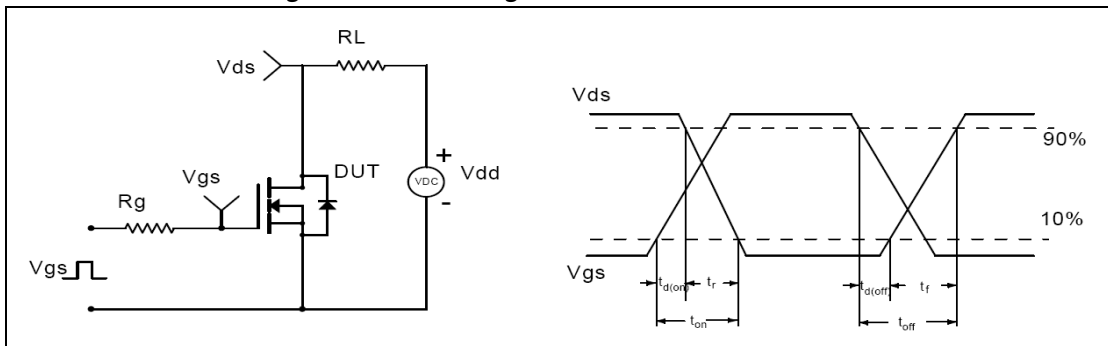 RL
Vds
Vgs
DUT
+
VDC
Vdd
-
Rg
Vgs
Vds
90%
10%
Vgs
td(on)
tr
td(off)
tf
ton
toff